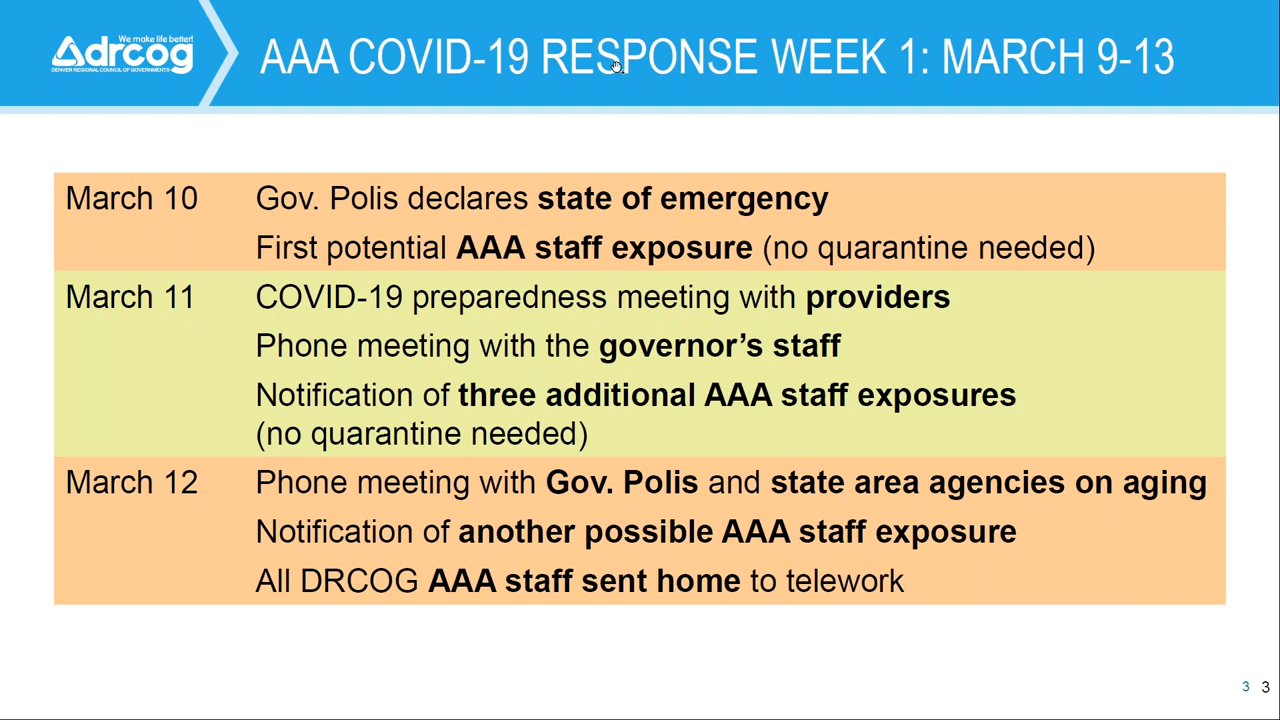 We make life better!
drcog
DENVER REGIONAL COUNCIL OF GOVERNMENTS
AAA COVID-19 RESPONSE WEEK 1: MARCH 9-13
March 10 Gov. Polis declares state of emergency
First potential AAA staff exposure (no quarantine needed)
March 11 COVID-19 preparedness meeting with providers
Phone meeting with the governor’s staff
Notification of three additional AAA staff exposures
(no quarantine needed)
March 12 Phone meeting with Gov. Polis and state area agencies on aging
Notification of another possible AAA staff exposure
All DRCOG AAA staff sent home to telework
3 3